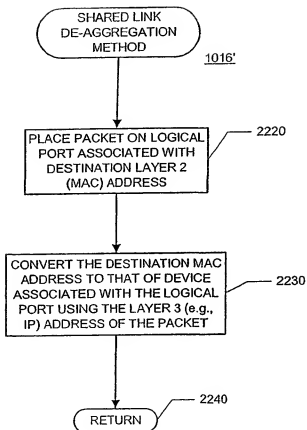 SHARED LINK
DE-AGGREGATION
METHOD
1016'
PLACE PACKET ON LOGICAL
PORT ASSOCIATED WITH
DESTINATION LAYER 2
(MAC) ADDRESS
2220
CONVERT THE DESTINATION MAC
ADDRESS TO THAT OF DEVICE
ASSOCIATED WITH THE LOGICAL
PORT USING THE LAYER 3 (e.g.,
IP) ADDRESS OF THE PACKET
2230
RETURN
2240